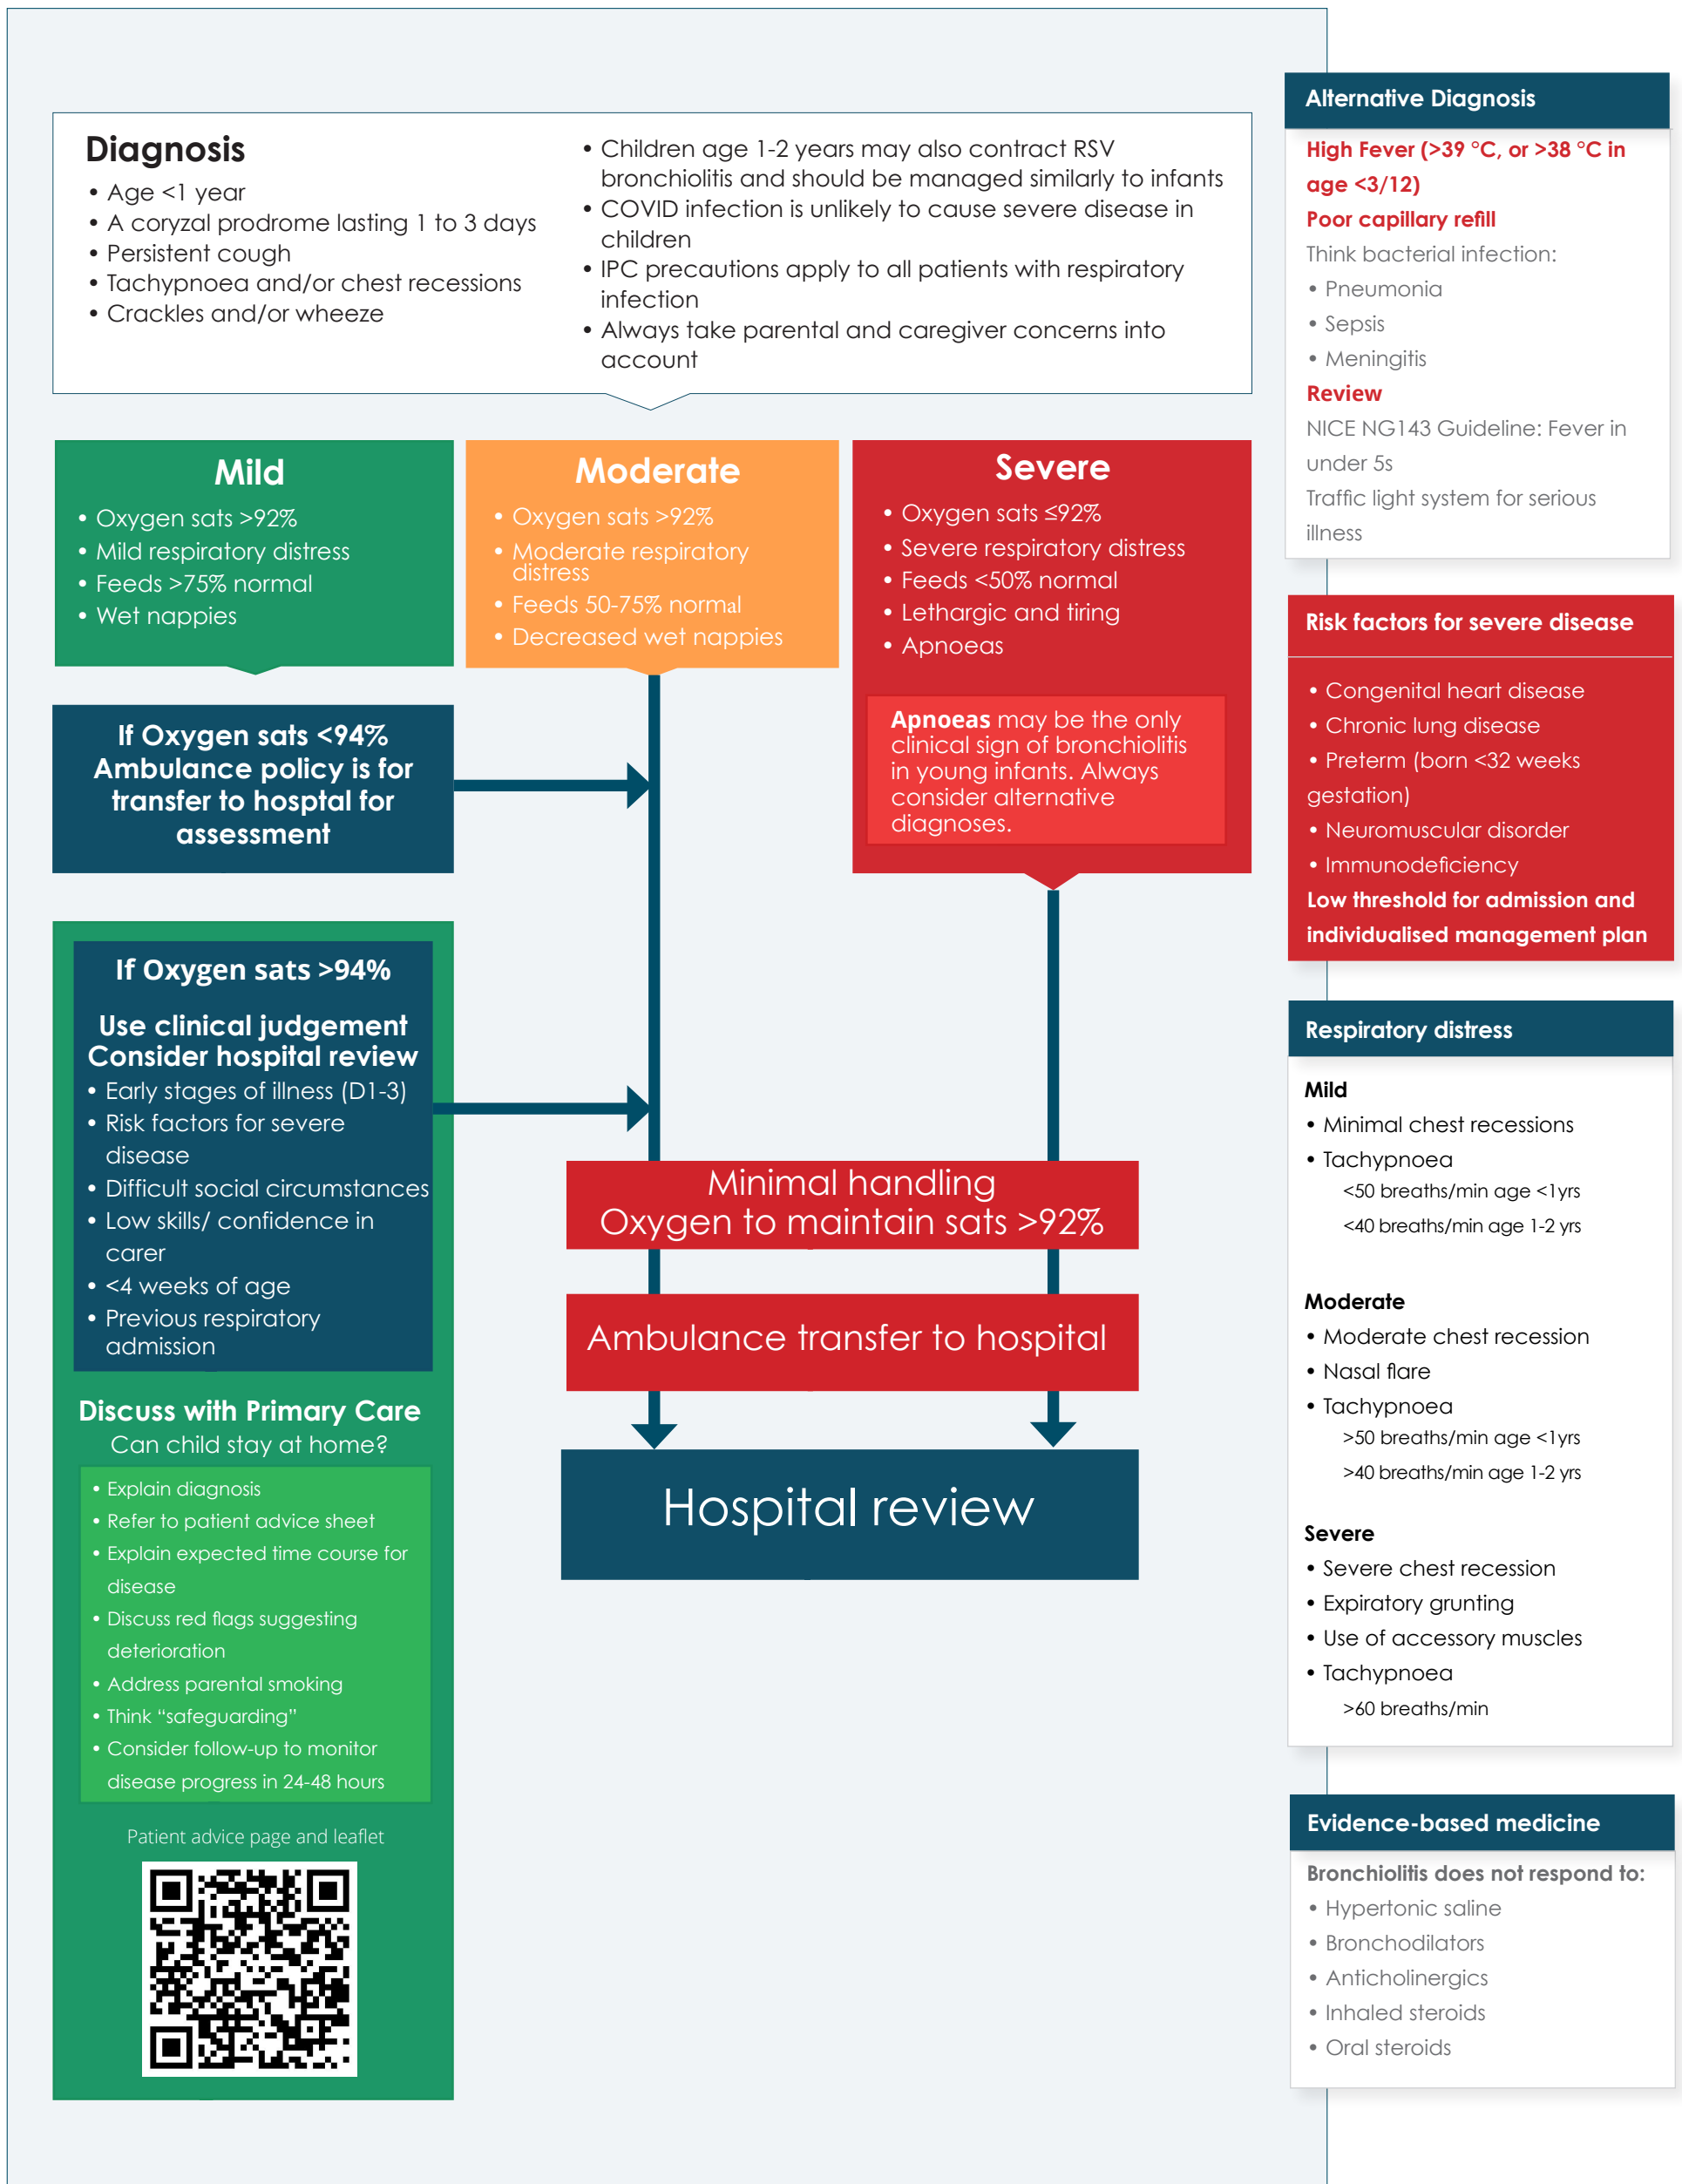 Diagnosis
• Age <1 year
• A coryzal prodrome lasting 1 to 3 days
• Persistent cough
• Tachypnoea and/or chest recessions
• Crackles and/or wheeze
• Children age 1-2 years may also contract RSV
bronchiolitis and should be managed similarly to infants
• COVID infection is unlikely to cause severe disease in
children
• IPC precautions apply to all patients with respiratory
infection
• Always take parental and caregiver concerns into
account
Mild
• Oxygen sats >92%
• Mild respiratory distress
• Feeds >75% normal
• Wet nappies
Moderate
• Oxygen sats >92%
• Moderate respiratory
distress
• Feeds 50-75% normal
• Decreased wet nappies
Severe
• Oxygen sats ≤92%
• Severe respiratory distress
• Feeds <50% normal
• Lethargic and tiring
• Apnoeas
Apnoeas may be the only
clinical sign of bronchiolitis
in young infants. Always
consider alternative
diagnoses.
If Oxygen sats <94%
Ambulance policy is for
transfer to hosptal for
assessment
If Oxygen sats >94%
Use clinical judgement
Consider hospital review
• Early stages of illness (D1-3)
• Risk factors for severe
disease
• Difficult social circumstances
• Low skills/ confidence in
carer
• <4 weeks of age
• Previous respiratory
admission
Discuss with Primary Care
Can child stay at home?
• Explain diagnosis
• Refer to patient advice sheet
• Explain expected time course for
disease
• Discuss red flags suggesting
deterioration
• Address parental smoking
• Think “safeguarding”
• Consider follow-up to monitor
disease progress in 24-48 hours
Patient advice page and leaflet
Minimal handling
Oxygen to maintain sats >92%
Ambulance transfer to hospital
Hospital review
Alternative Diagnosis
High Fever (>39 °C, or >38 °C in
age <3/12)
Poor capillary refill
Think bacterial infection:
• Pneumonia
• Sepsis
• Meningitis
Review
NICE NG143 Guideline: Fever in
under 5s
Traffic light system for serious
illness
Risk factors for severe disease
• Congenital heart disease
• Chronic lung disease
• Preterm (born <32 weeks
gestation)
• Neuromuscular disorder
• Immunodeficiency
Low threshold for admission and
individualised management plan
Respiratory distress
Mild
• Minimal chest recessions
• Tachypnoea
<50 breaths/min age <1yrs
<40 breaths/min age 1-2 yrs
Moderate
• Moderate chest recession
• Nasal flare
• Tachypnoea
>50 breaths/min age <1yrs
>40 breaths/min age 1-2 yrs
Severe
• Severe chest recession
• Expiratory grunting
• Use of accessory muscles
• Tachypnoea
>60 breaths/min
Evidence-based medicine
Bronchiolitis does not respond to:
• Hypertonic saline
• Bronchodilators
• Anticholinergics
• Inhaled steroids
• Oral steroids